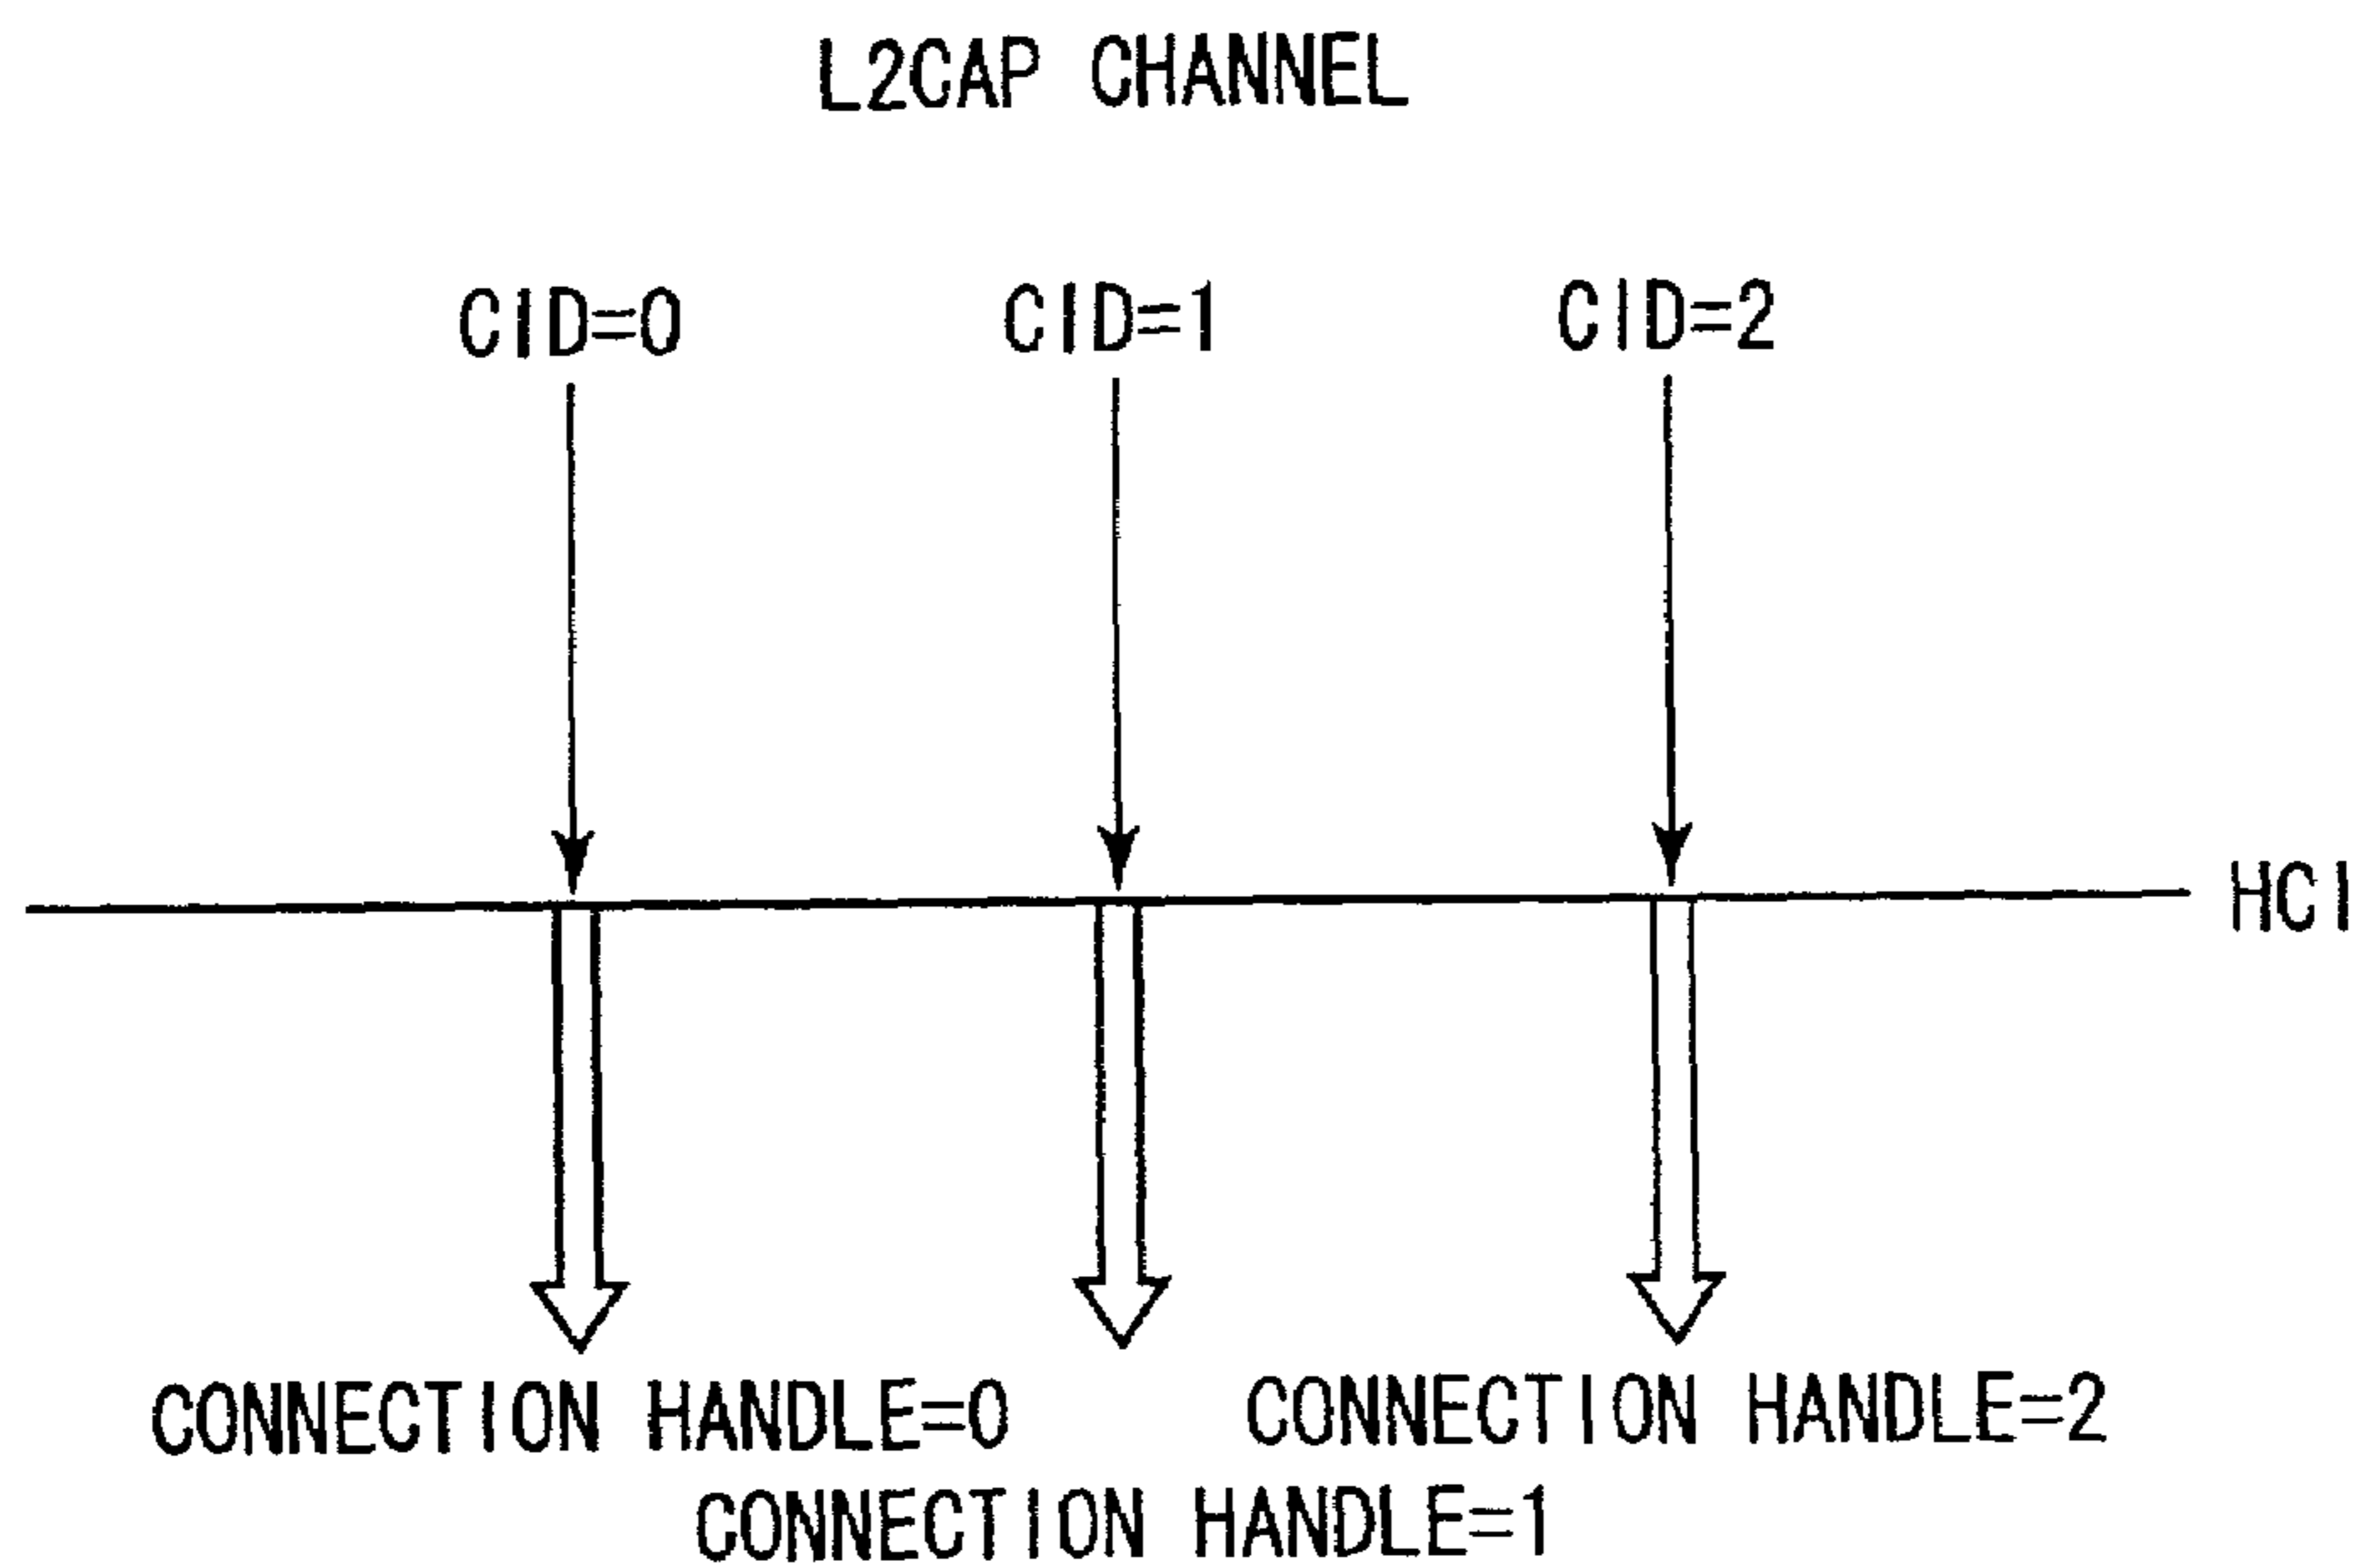 L2CAP CHANNEL
CID=0 CID=1 CID=2
HCI
CONNECTION HANDLE=0 CONNECTION HANDLE=2
CONNECTION HANDLE=1